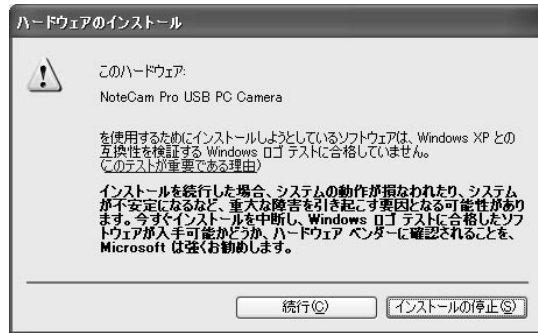 ハードウェアのインストール
このハードウェア:
NoteCam Pro USB PC Camera
を使用するためにインストールしようとしているソフトウェアは、Windows XP との
互換性を検証する Windows ロゴ テストに合格していません。
(このテストが重要である理由)
インストールを続行した場合、システムの動作が損なわれたり、システム
が不安定になるなど、重大な障害を引き起こす要因となる可能性があり
ます。今すぐインストールを中断し、Windows ロゴ テストに合格したソフ
トウェアが入手可能かどうか、ハードウェア ベンダーに確認されることを、
Microsoft は強くお勧めします。
続行(C) インストールの停止(S)